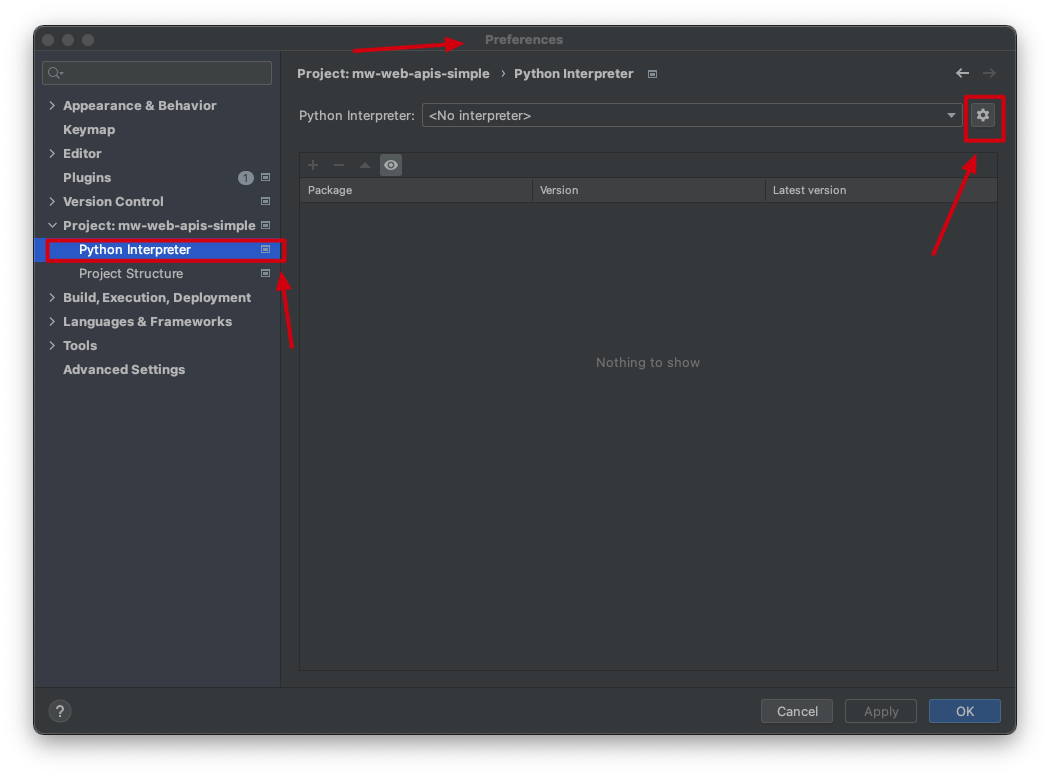 Preferences
Appearance & Behavior
Keymap
Editor
Plugins 1
Version Control
Project: mw-web-apis-simple
Python Interpreter
Project Structure
Build, Execution, Deployment
Languages & Frameworks
Tools
Advanced Settings
Project: mw-web-apis-simple › Python Interpreter
Python Interpreter: <No interpreter>
Package Version Latest version
Nothing to show
? Cancel Apply OK